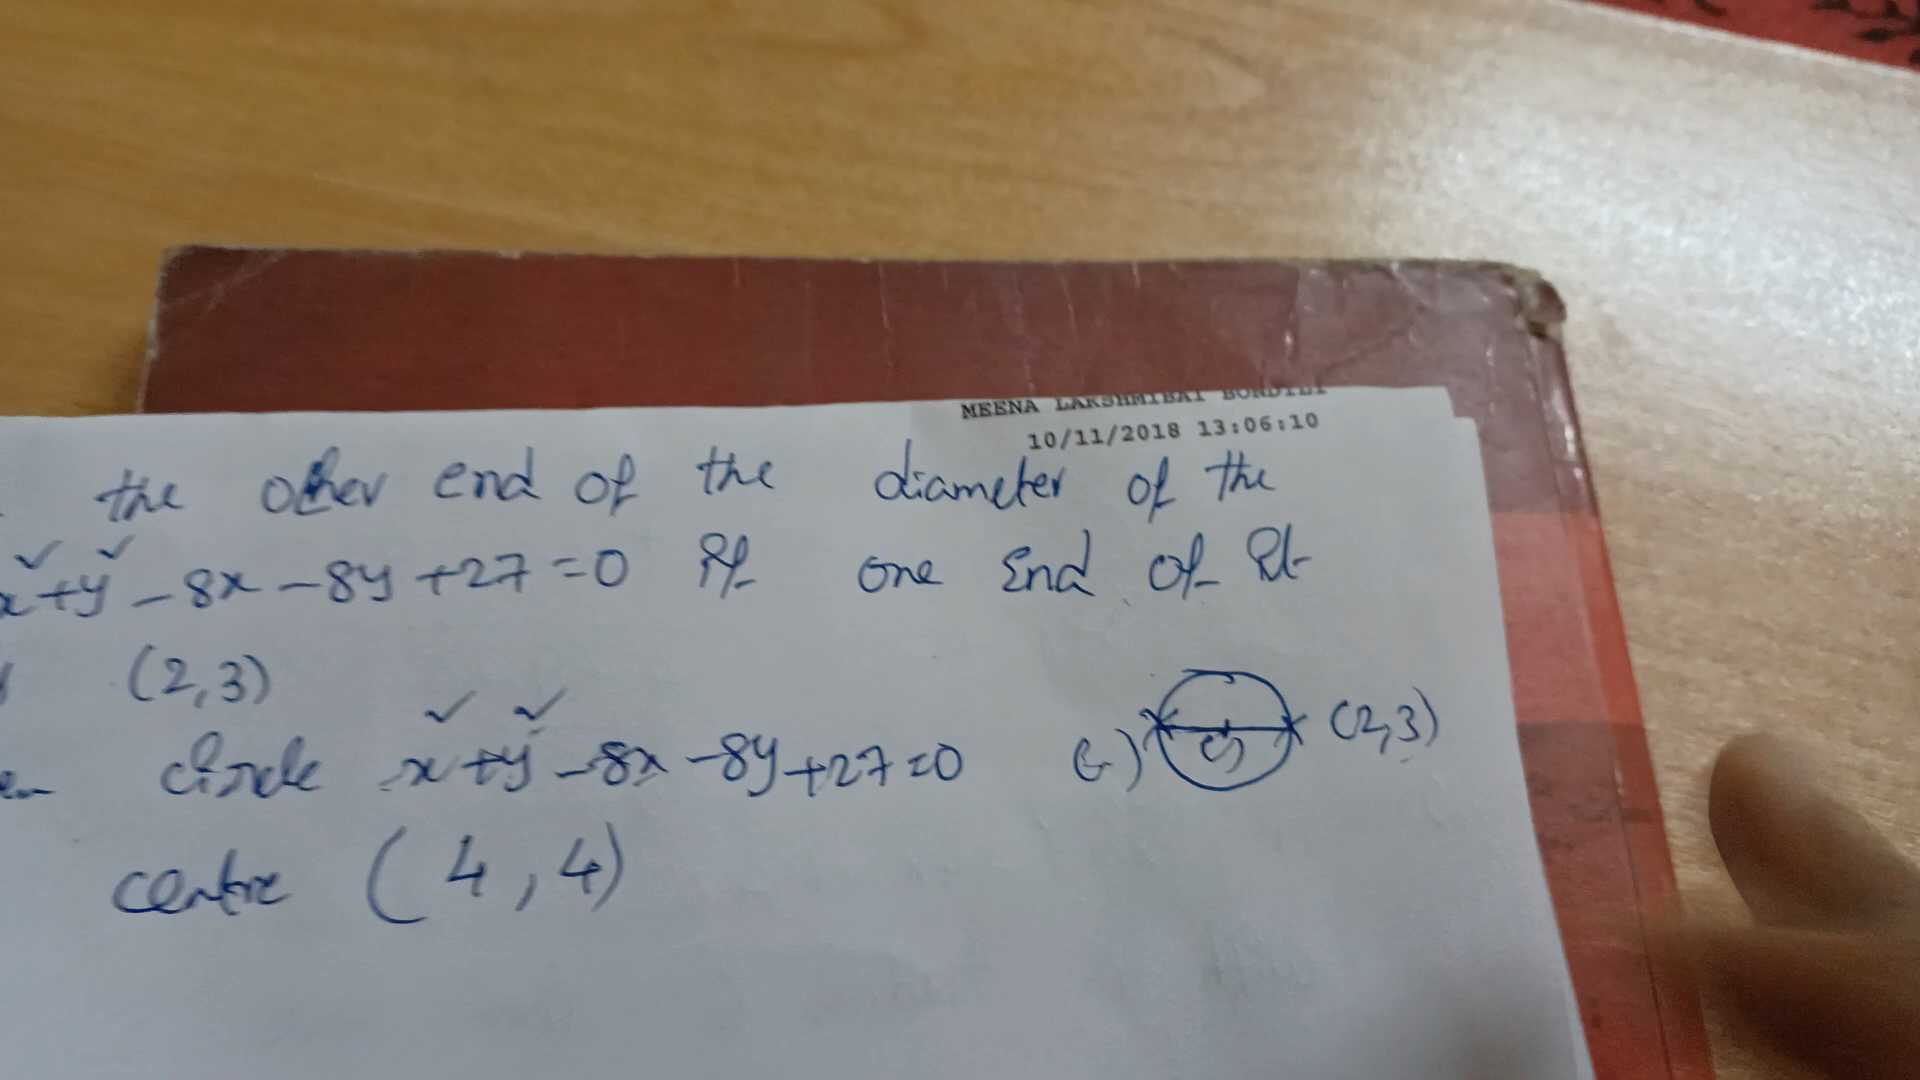 MEENA LAKSHMIBAI BONDILI
10/11/2018 13:06:10
the other end of the diameter of the
x²+y²-8x-8y+27=0 if one End of it
(2,3)
circle x²+y²-8x-8y+27=0 (2,3)
centre (4,4)